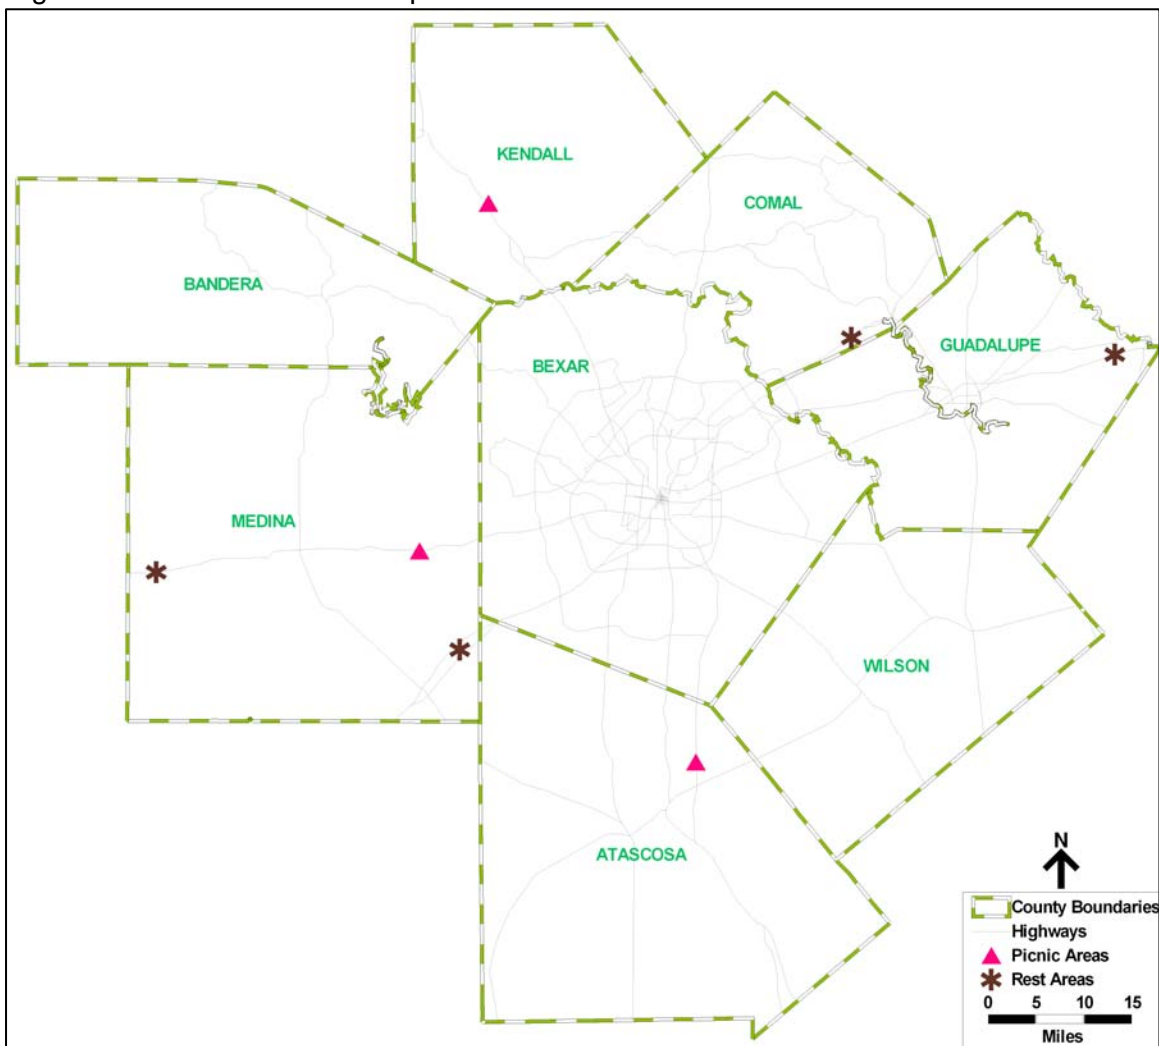 KENDALL
COMAL
BANDERA
GUADALUPE
BEXAR
MEDINA
WILSON
ATASCOSA
N
County Boundaries
Highways
Picnic Areas
Rest Areas
0 5 10 15
Miles